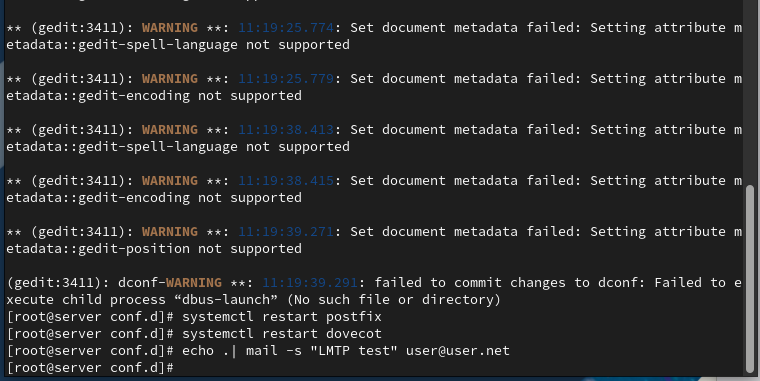 ** (gedit:3411): WARNING **: 11:19:25.774: Set document metadata failed: Setting attribute m
etadata::gedit-spell-language not supported
** (gedit:3411): WARNING **: 11:19:25.779: Set document metadata failed: Setting attribute m
etadata::gedit-encoding not supported
** (gedit:3411): WARNING **: 11:19:38.413: Set document metadata failed: Setting attribute m
etadata::gedit-spell-language not supported
** (gedit:3411): WARNING **: 11:19:38.415: Set document metadata failed: Setting attribute m
etadata::gedit-encoding not supported
** (gedit:3411): WARNING **: 11:19:39.271: Set document metadata failed: Setting attribute m
etadata::gedit-position not supported
(gedit:3411): dconf-WARNING **: 11:19:39.291: failed to commit changes to dconf: Failed to e
xecute child process “dbus-launch” (No such file or directory)
[root@server conf.d]# systemctl restart postfix
[root@server conf.d]# systemctl restart dovecot
[root@server conf.d]# echo .| mail -s "LMTP test" user@user.net
[root@server conf.d]#